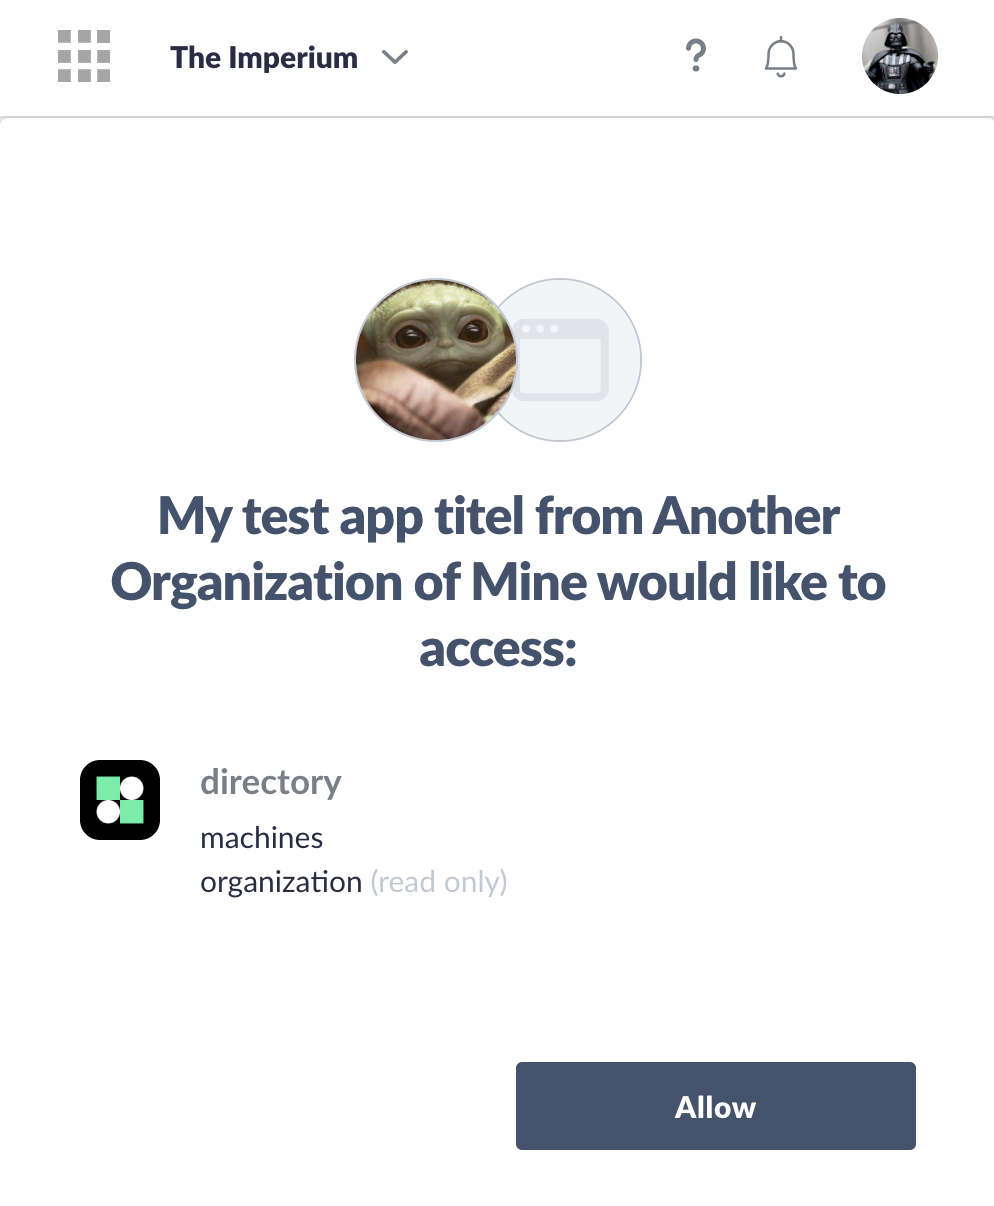 The Imperium
?
My test app titel from Another
Organization of Mine would like to
access:
directory
machines
organization (read only)
Allow